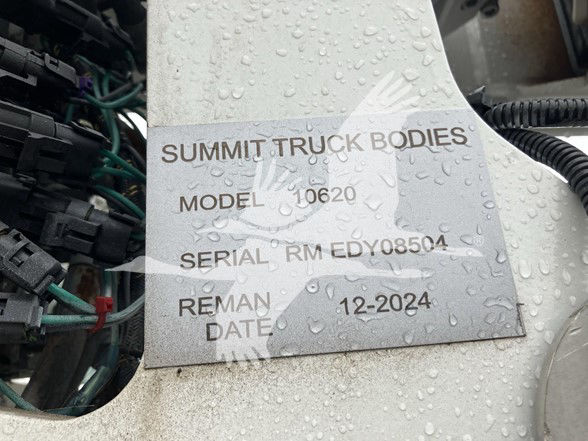 SUMMIT TRUCK BODIES
MODEL 10620
SERIAL RM EDY08504
REMAN DATE 12-2024
®